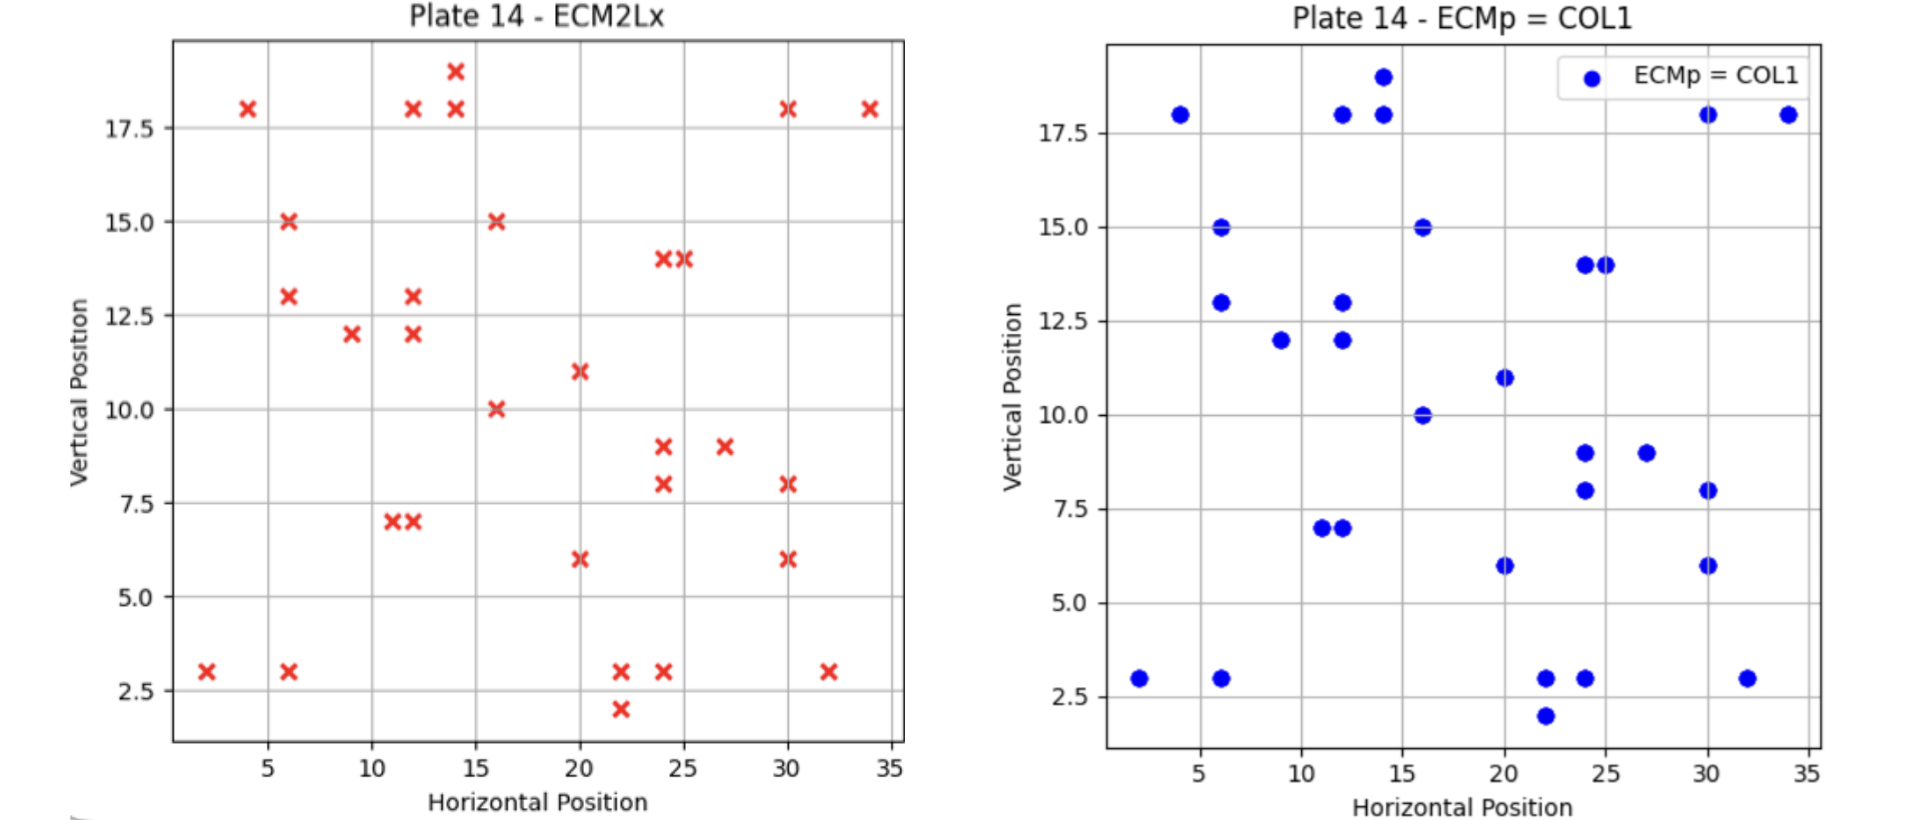 Plate 14 - ECM2Lx
17.5
15.0
12.5
10.0
7.5
5.0
2.5
Vertical Position
5 10 15 20 25 30 35
Horizontal Position
Plate 14 - ECMp = COL1
ECMp = COL1
17.5
15.0
12.5
10.0
7.5
5.0
2.5
Vertical Position
5 10 15 20 25 30 35
Horizontal Position